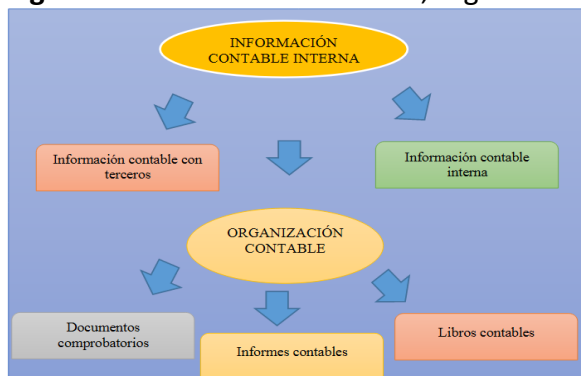 INFORMACIÓN
CONTABLE INTERNA
Información contable con
terceros
Información contable
interna
ORGANIZACIÓN
CONTABLE
Documentos
comprobatorios
Informes contables
Libros contables